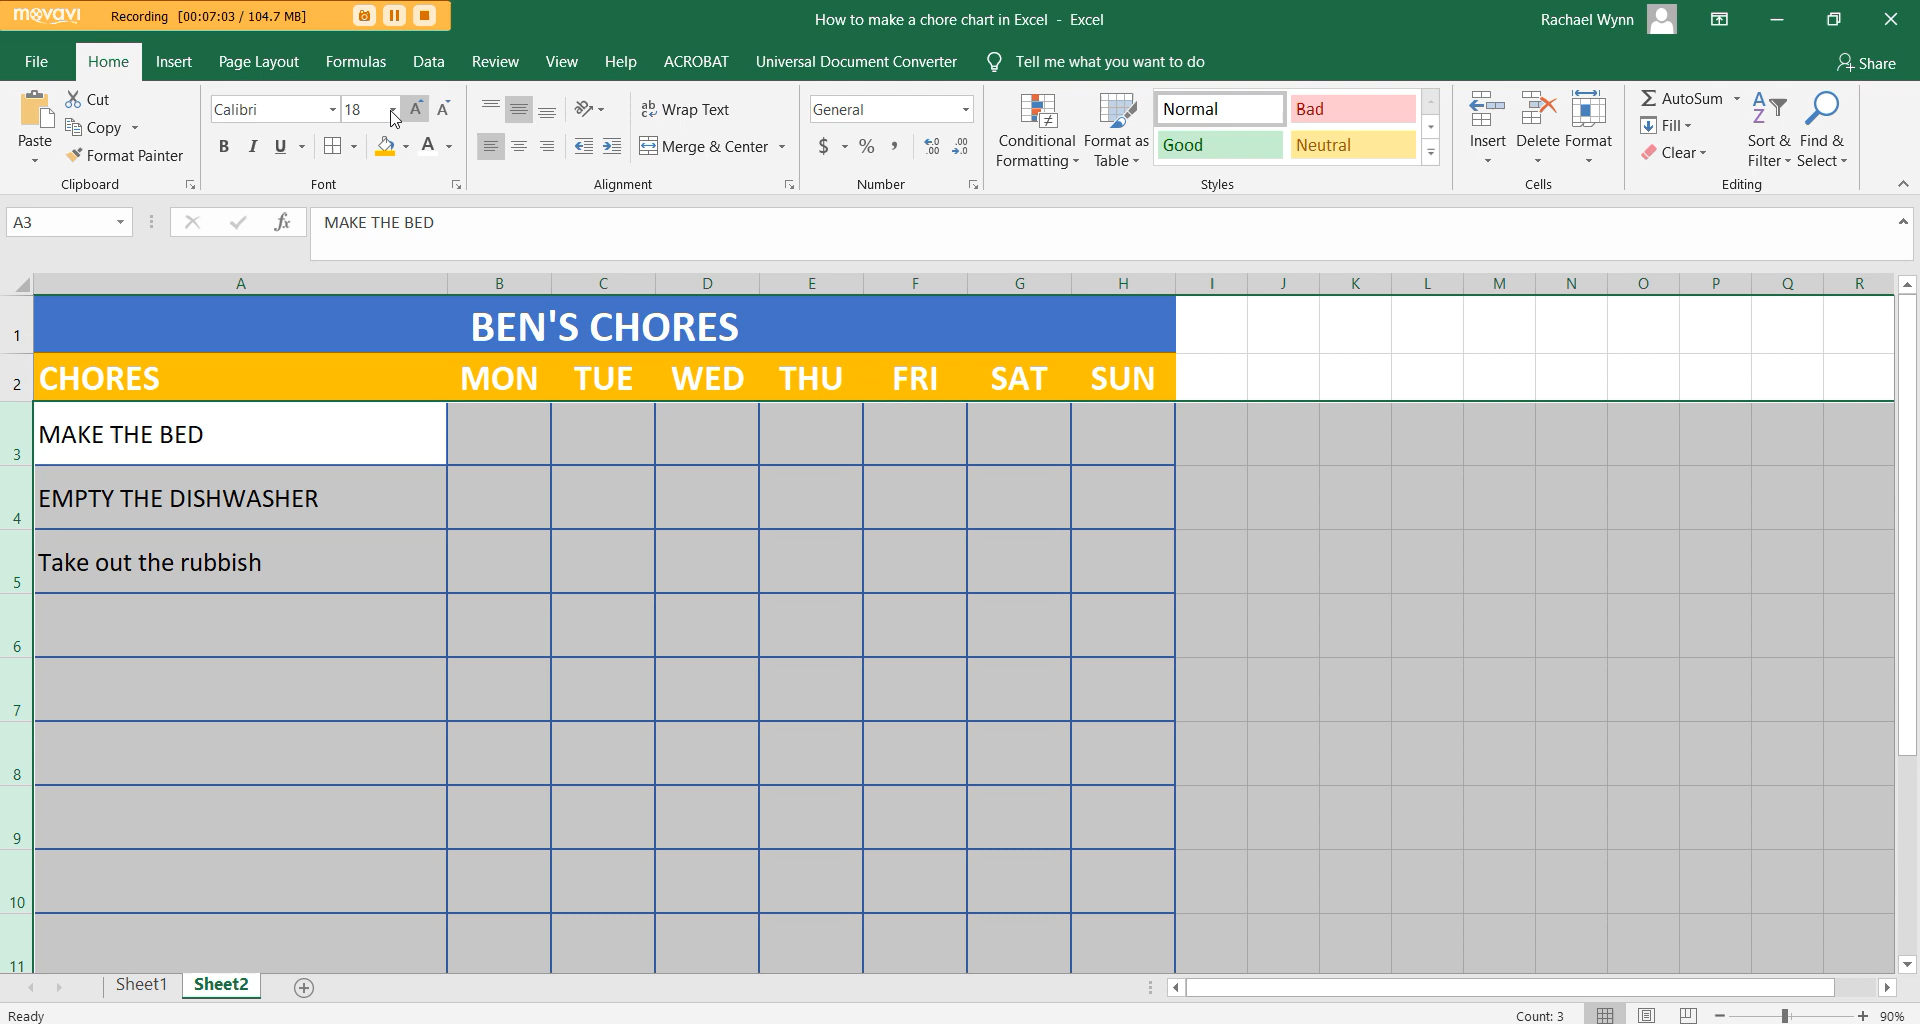 movavi Recording [00:07:03 / 104.7 MB] How to make a chore chart in Excel - Excel Rachael Wynn
File Home Insert Page Layout Formulas Data Review View Help ACROBAT Universal Document Converter Tell me what you want to do Share
Paste Cut Copy Format Painter Clipboard
Calibri 18 A A B I U A Font
ab c Wrap Text Merge & Center Alignment
General $ % , .00 .0 Number
Conditional Formatting Format as Table Normal Bad Good Neutral Styles
Insert Delete Format Cells
AutoSum Fill Clear Sort & Filter Find & Select Editing
A3 fx MAKE THE BED
A B C D E F G H I J K L M N O P Q R
1 BEN'S CHORES
2 CHORES MON TUE WED THU FRI SAT SUN
3 MAKE THE BED
4 EMPTY THE DISHWASHER
5 Take out the rubbish
6
7
8
9
10
11
Sheet1 Sheet2
Ready Count: 3 90%